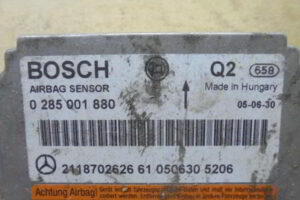 BOSCH
Q2 658
AIRBAG SENSOR
Made in Hungary
0 285 001 880
05-06-30
2118702626 61 050630 5206
Achtung Airbag!